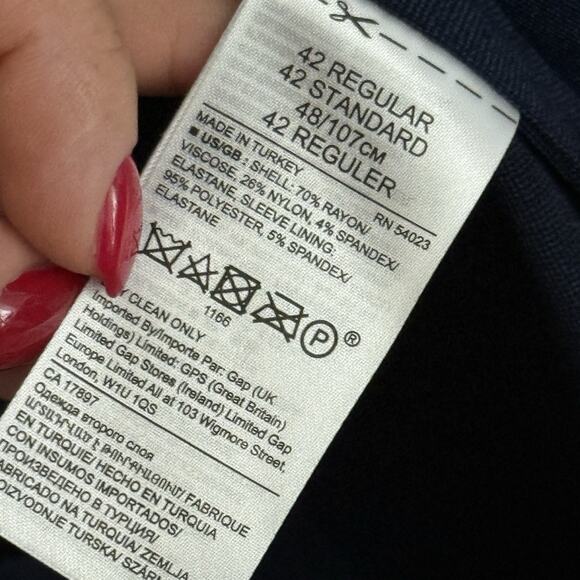 42 REGULAR
42 STANDARD
48/107CM
42 REGULER
RN 54023
MADE IN TURKEY
■ US/GB : SHELL: 70% RAYON/
VISCOSE, 26% NYLON, 4% SPANDEX/
ELASTANE. SLEEVE LINING:
95% POLYESTER, 5% SPANDEX/
ELASTANE
P ®
1166
CLEAN ONLY
Imported By/Importe Par: Gap (UK
Holdings) Limited: GPS (Great Britain)
Limited Gap Stores (Ireland) Limited Gap
Europe Limited All at 103 Wigmore Street,
London, W1U 1QS
CA 17897
Одежда второго слоя
FABRIQUE
EN TURQUIE/ HECHO EN TURQUIA
CON INSUMOS IMPORTADOS/
ПРОИЗВЕДЕНО В ТУРЦИИ/
FABRICADO NA TURQUIA/ ZEMLJA
TURSKA/